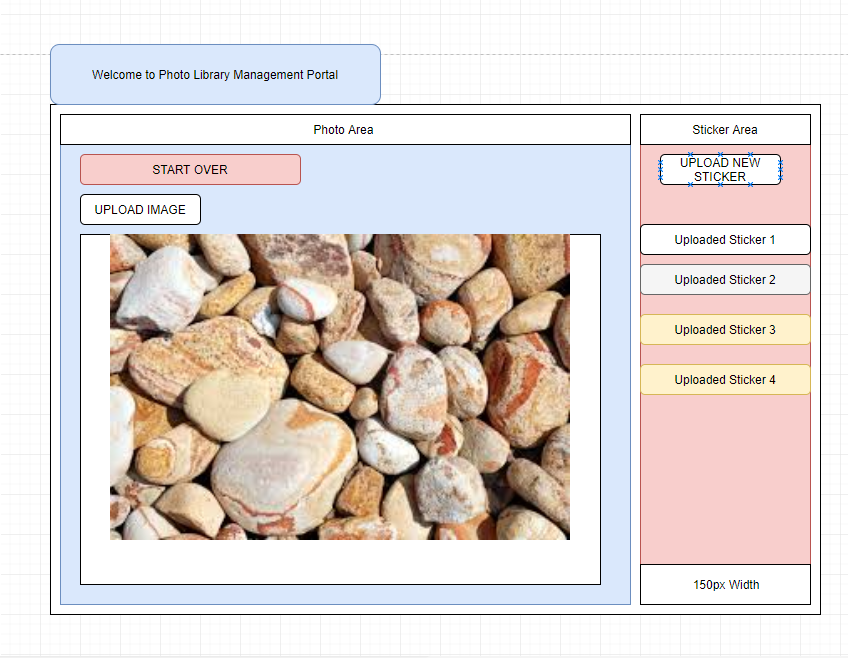 Welcome to Photo Library Management Portal
Photo Area
Sticker Area
START OVER
UPLOAD NEW
STICKER
UPLOAD IMAGE
Uploaded Sticker 1
Uploaded Sticker 2
Uploaded Sticker 3
Uploaded Sticker 4
150px Width